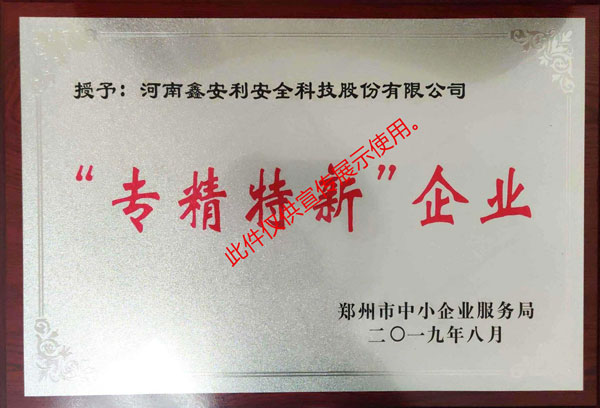 授予：河南鑫安利安全科技股份有限公司
“专精特新”企业
此件仅供宣传展示使用。
郑州市中小企业服务局
二〇一九年八月